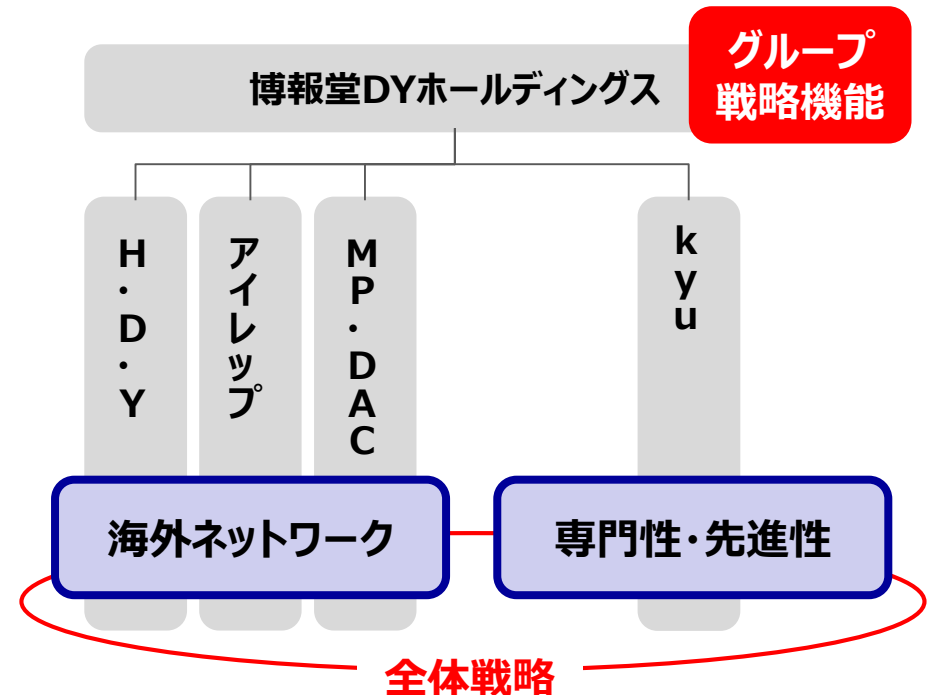 博報堂DYホールディングス
グループ
戦略機能
H・D・Y
アイレップ
MP・DAC
kyu
海外ネットワーク
専門性・先進性
全体戦略